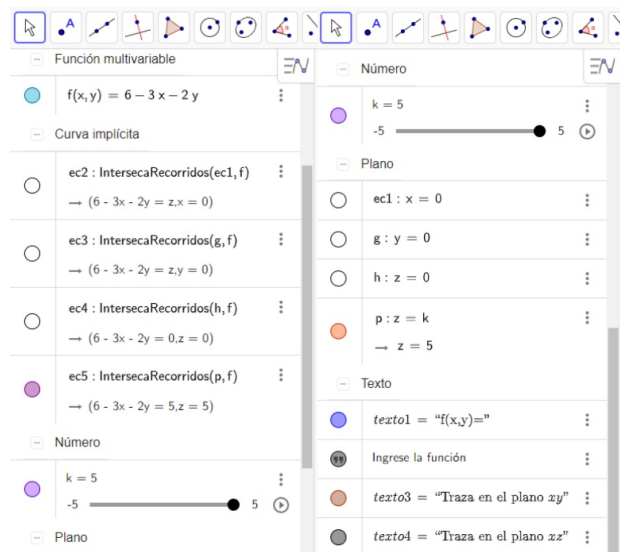 A
Función multivariable
f(x, y) = 6 – 3 x – 2 y
Curva implícita
ec2 : IntersecaRecorridos(ec1, f)
→ (6 - 3x - 2y = z,x = 0)
ec3 : IntersecaRecorridos(g, f)
→ (6 - 3x - 2y = z,y = 0)
ec4 : IntersecaRecorridos(h, f)
→ (6 - 3x - 2y = 0,z = 0)
ec5 : IntersecaRecorridos(p, f)
→ (6 - 3x - 2y = 5,z = 5)
Número
k = 5
-5 5
Plano
A
Número
k = 5
-5 5
Plano
ec1 : x = 0
g : y = 0
h : z = 0
p : z = k
→ z = 5
Texto
texto1 = “f(x,y)=”
Ingrese la función
texto3 = “Traza en el plano xy”
texto4 = “Traza en el plano xz”